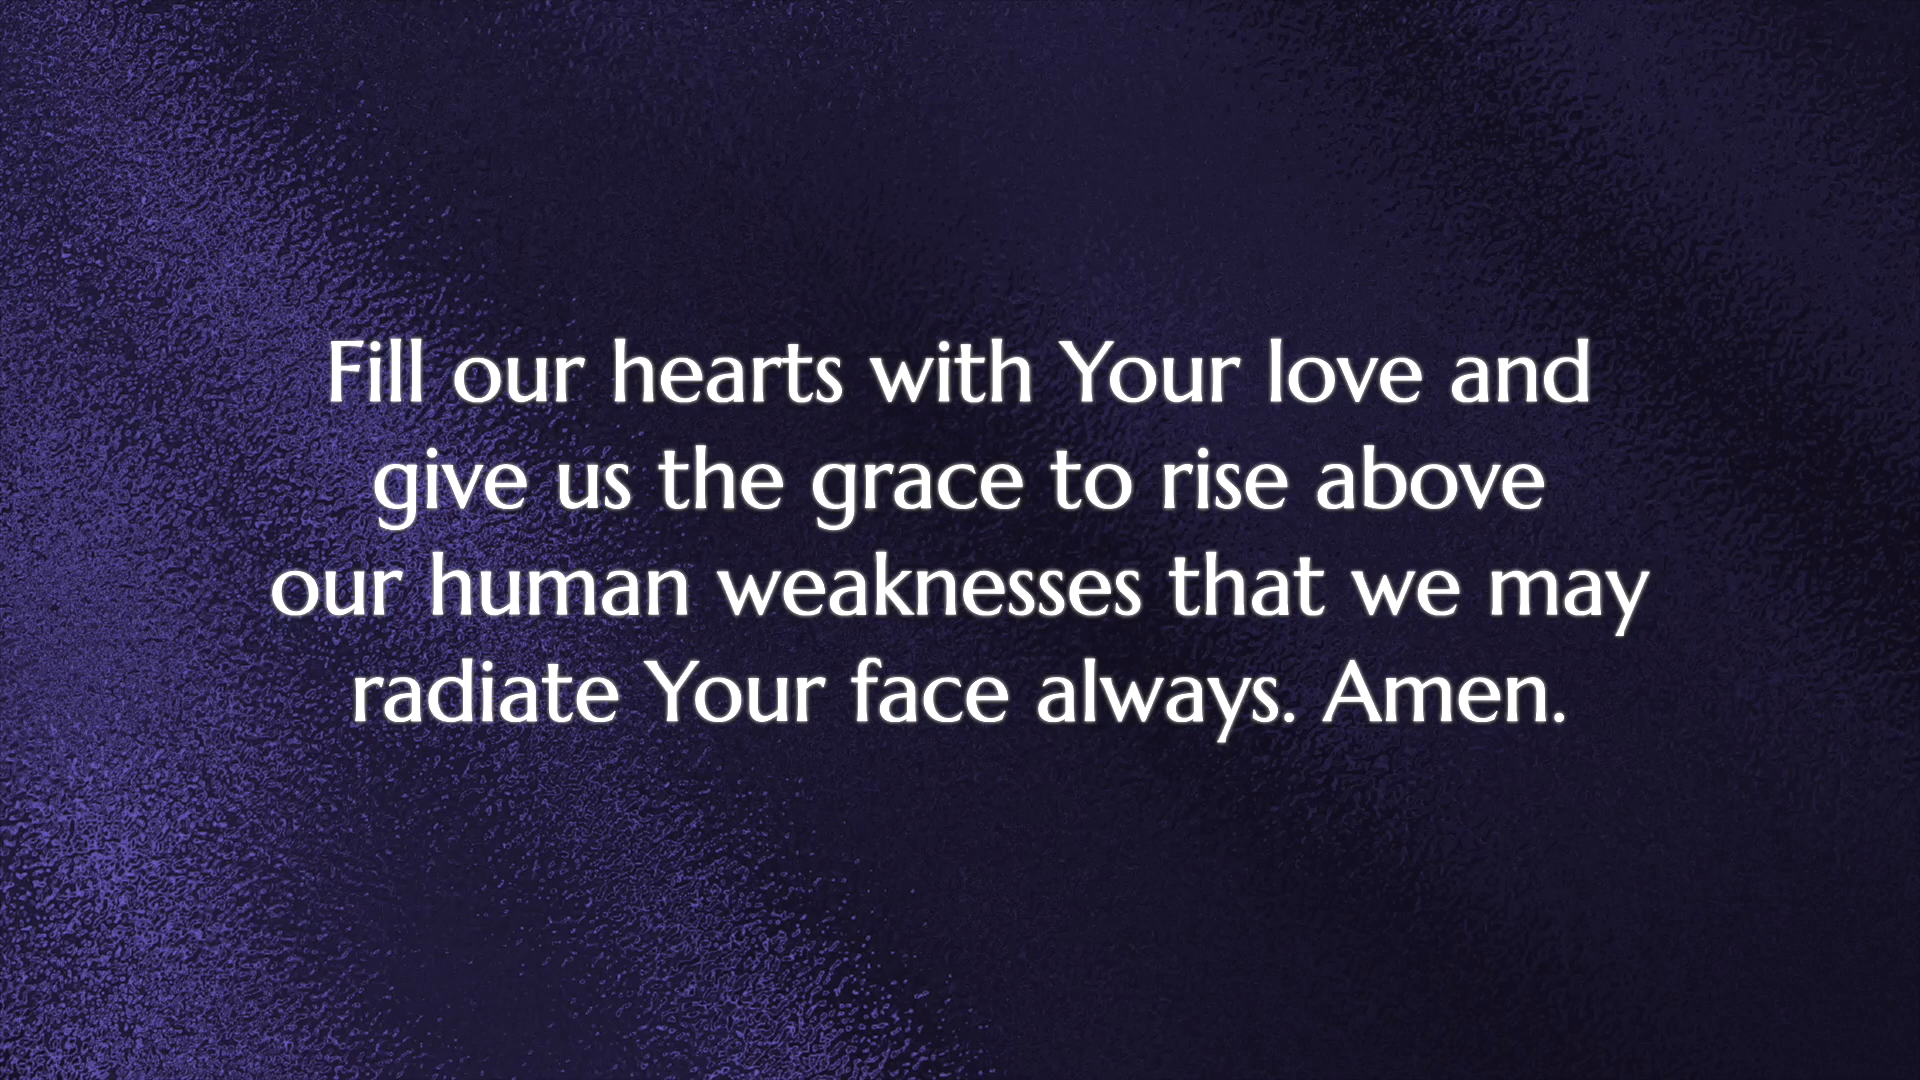 Fill our hearts with Your love and
give us the grace to rise above
our human weaknesses that we may
radiate Your face always. Amen.